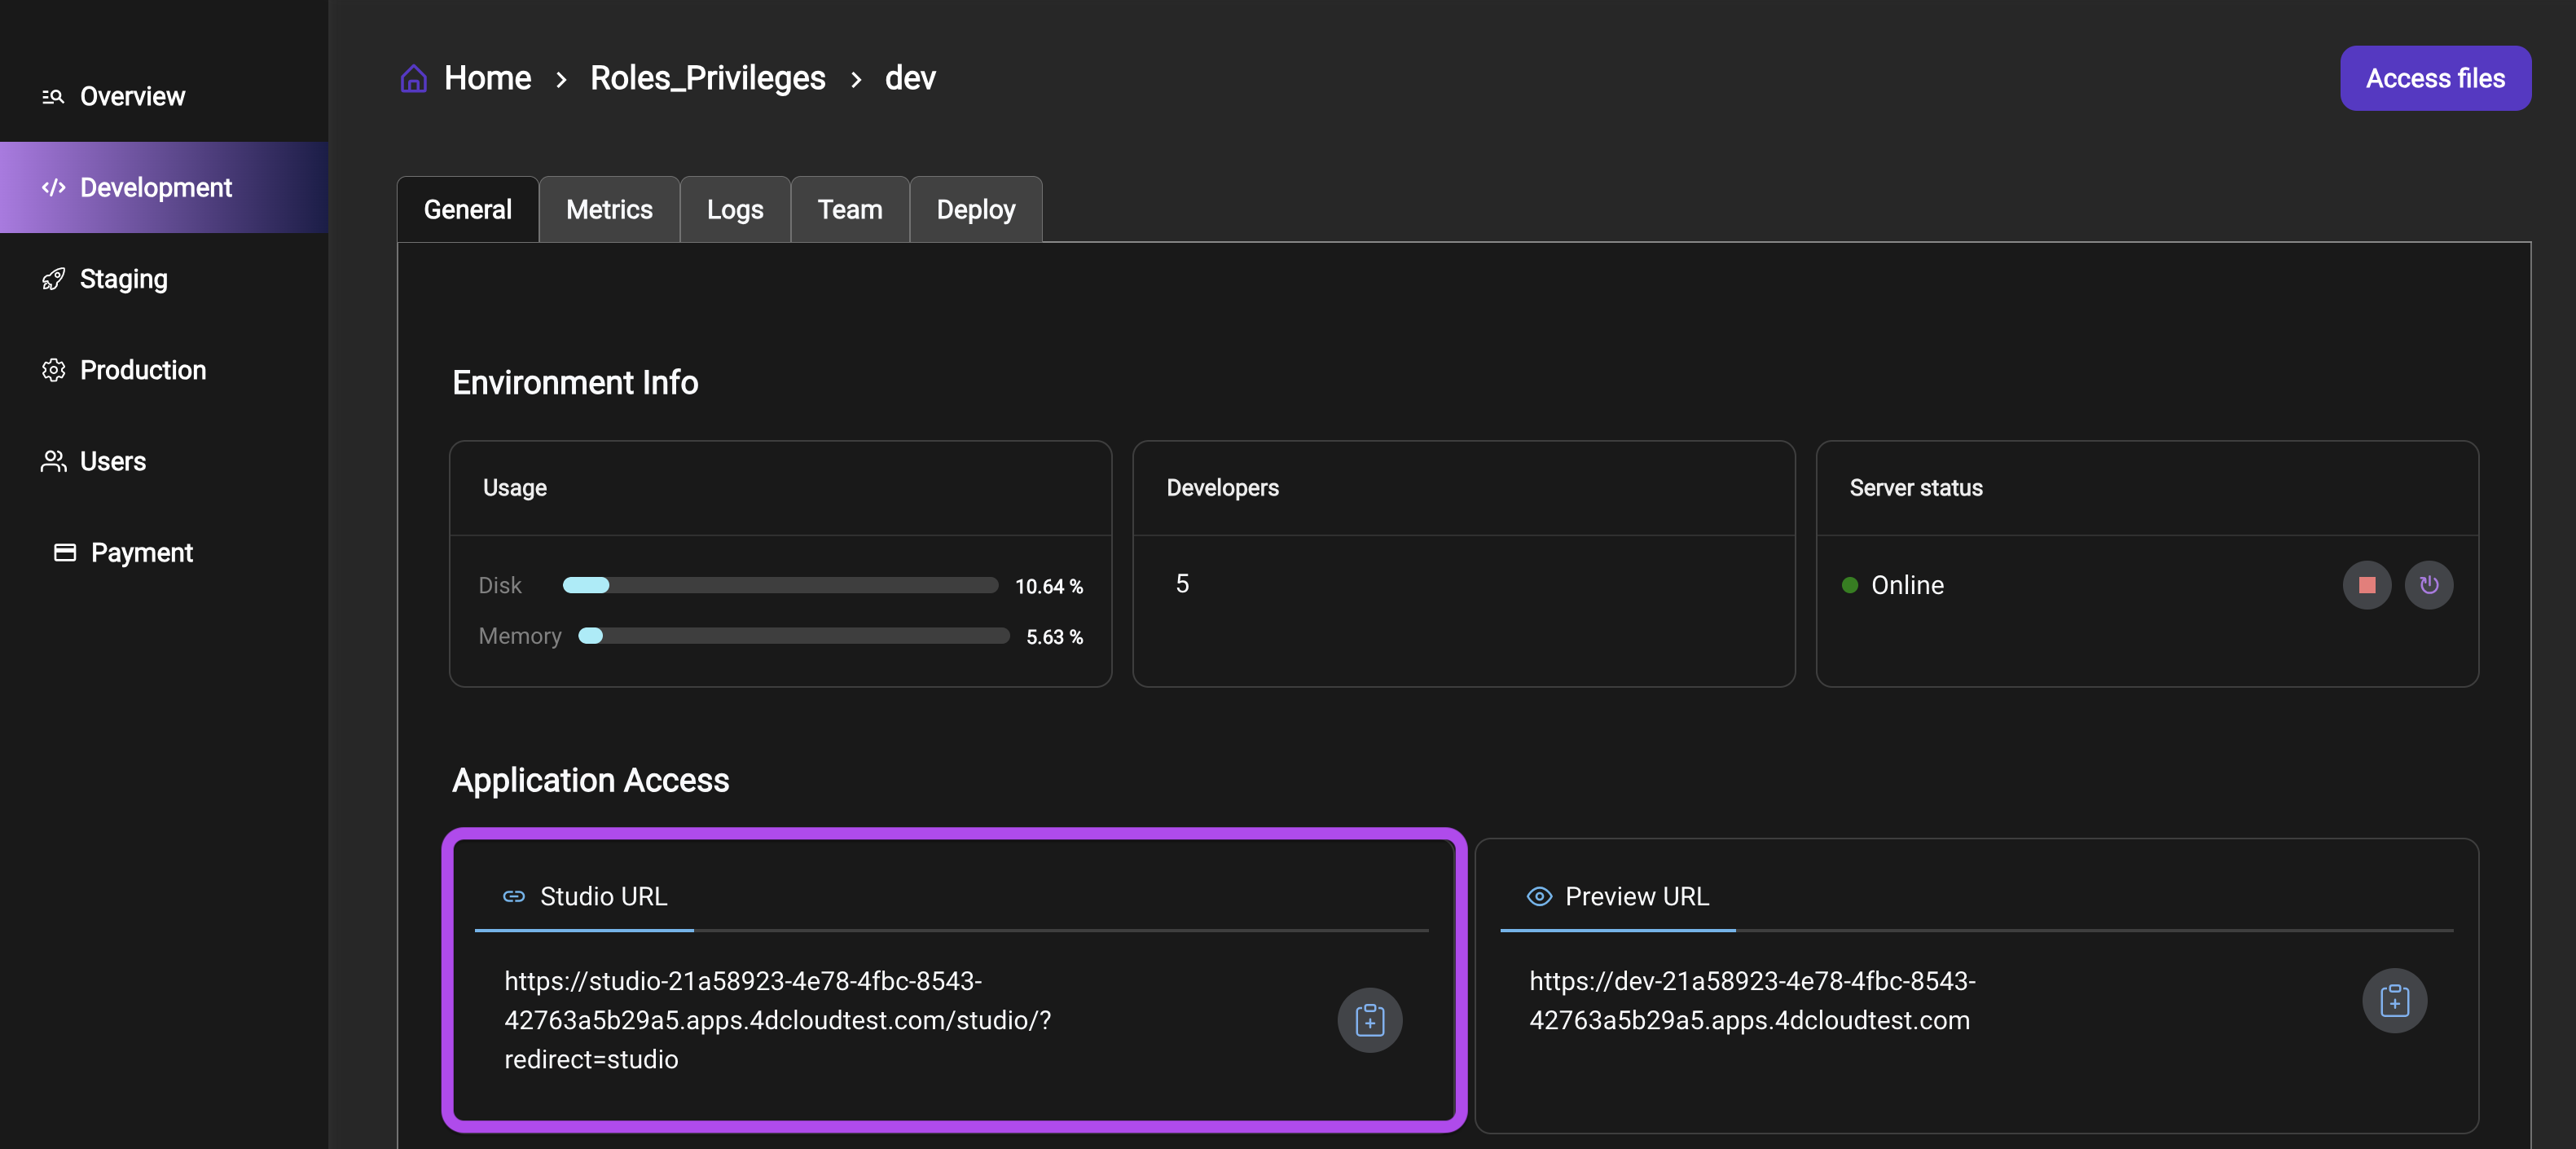 Overview
Development
Staging
Production
Users
Payment
Home > Roles_Privileges > dev
Access files
General
Metrics
Logs
Team
Deploy
Environment Info
Usage
Disk 10.64 %
Memory 5.63 %
Developers
5
Server status
Online
Application Access
Studio URL
https://studio-21a58923-4e78-4fbc-8543-
42763a5b29a5.apps.4dcloudtest.com/studio/?
redirect=studio
Preview URL
https://dev-21a58923-4e78-4fbc-8543-
42763a5b29a5.apps.4dcloudtest.com